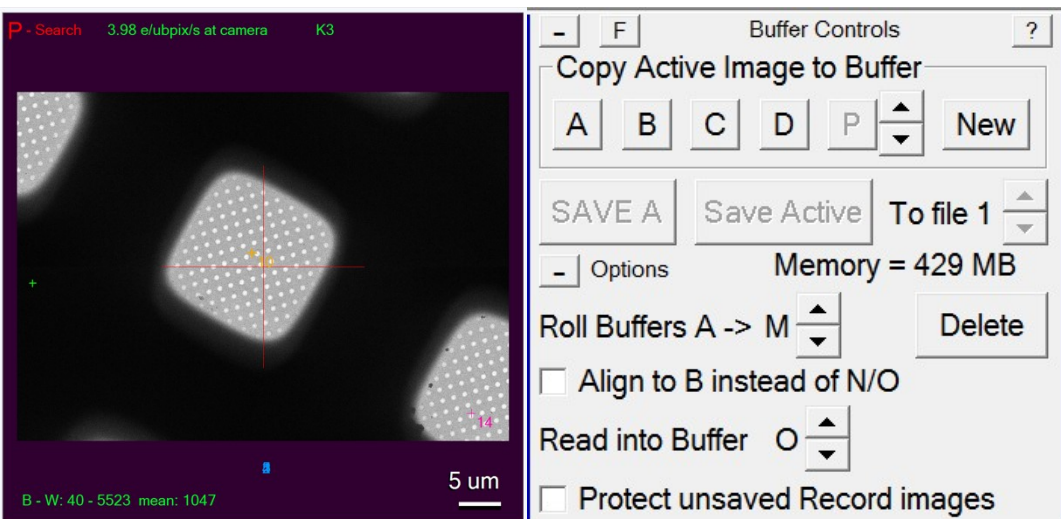 P - Search 3.98 e/ubpix/s at camera K3
14
5 um
B - W: 40 - 5523 mean: 1047
- F Buffer Controls ?
Copy Active Image to Buffer
A B C D P New
SAVE A Save Active To file 1
- Options Memory = 429 MB
Roll Buffers A -> M Delete
Align to B instead of N/O
Read into Buffer O
Protect unsaved Record images